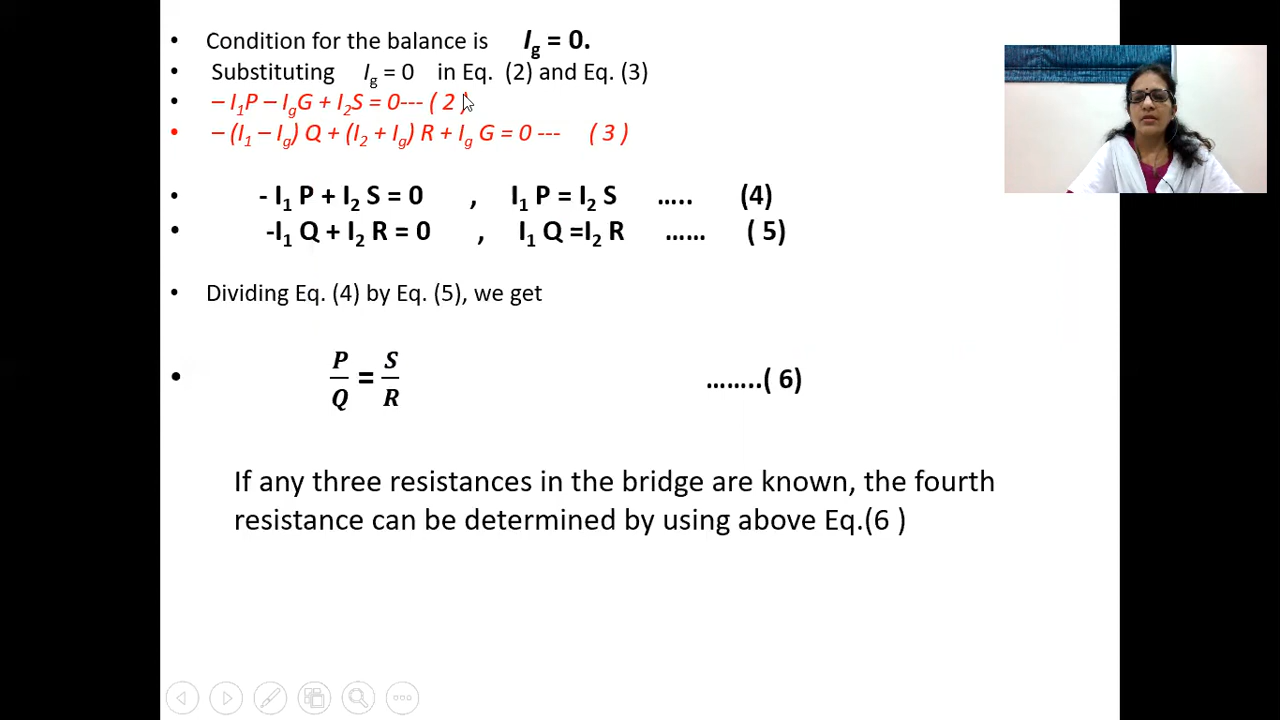 • Condition for the balance is I_g = 0.
• Substituting I_g = 0 in Eq. (2) and Eq. (3)
• – I_1P – I_gG + I_2S = 0--- ( 2 )
• – (I_1 – I_g) Q + (I_2 + I_g) R + I_g G = 0 --- ( 3 )
• - I_1 P + I_2 S = 0 , I_1 P = I_2 S ….. (4)
• -I_1 Q + I_2 R = 0 , I_1 Q =I_2 R …… ( 5)
• Dividing Eq. (4) by Eq. (5), we get
• P/Q = S/R ……..( 6)
If any three resistances in the bridge are known, the fourth
resistance can be determined by using above Eq.(6 )